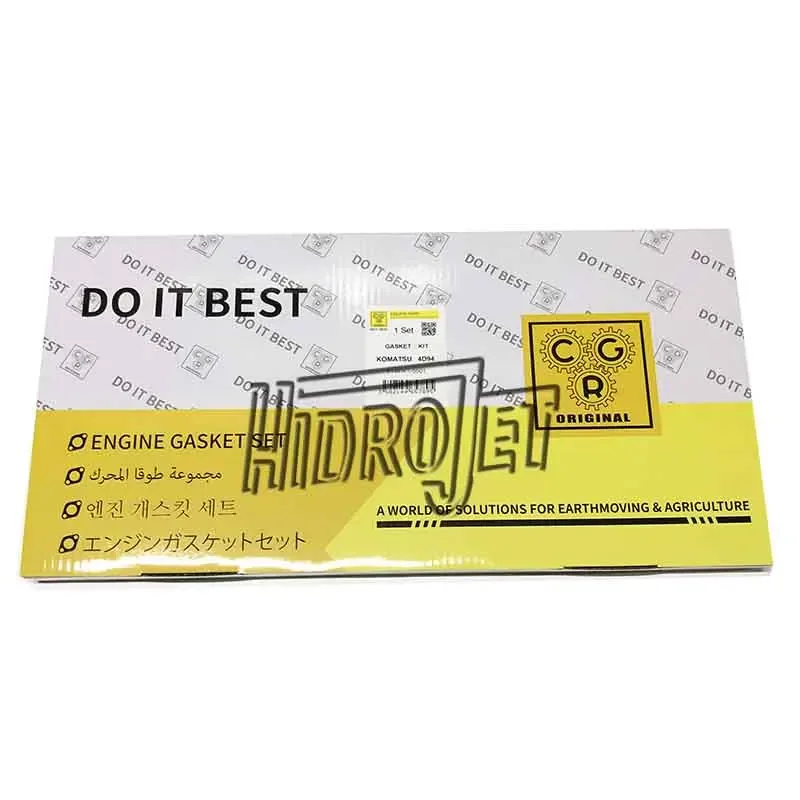 DO IT BEST
1 Set
GASKET KIT
KOMATSU 4D94
HIDROJET
C G
R
ORIGINAL
ENGINE GASKET SET
مجموعة طوقا المحرك
엔진 개스킷 세트
エンジンガスケットセット
A WORLD OF SOLUTIONS FOR EARTHMOVING & AGRICULTURE